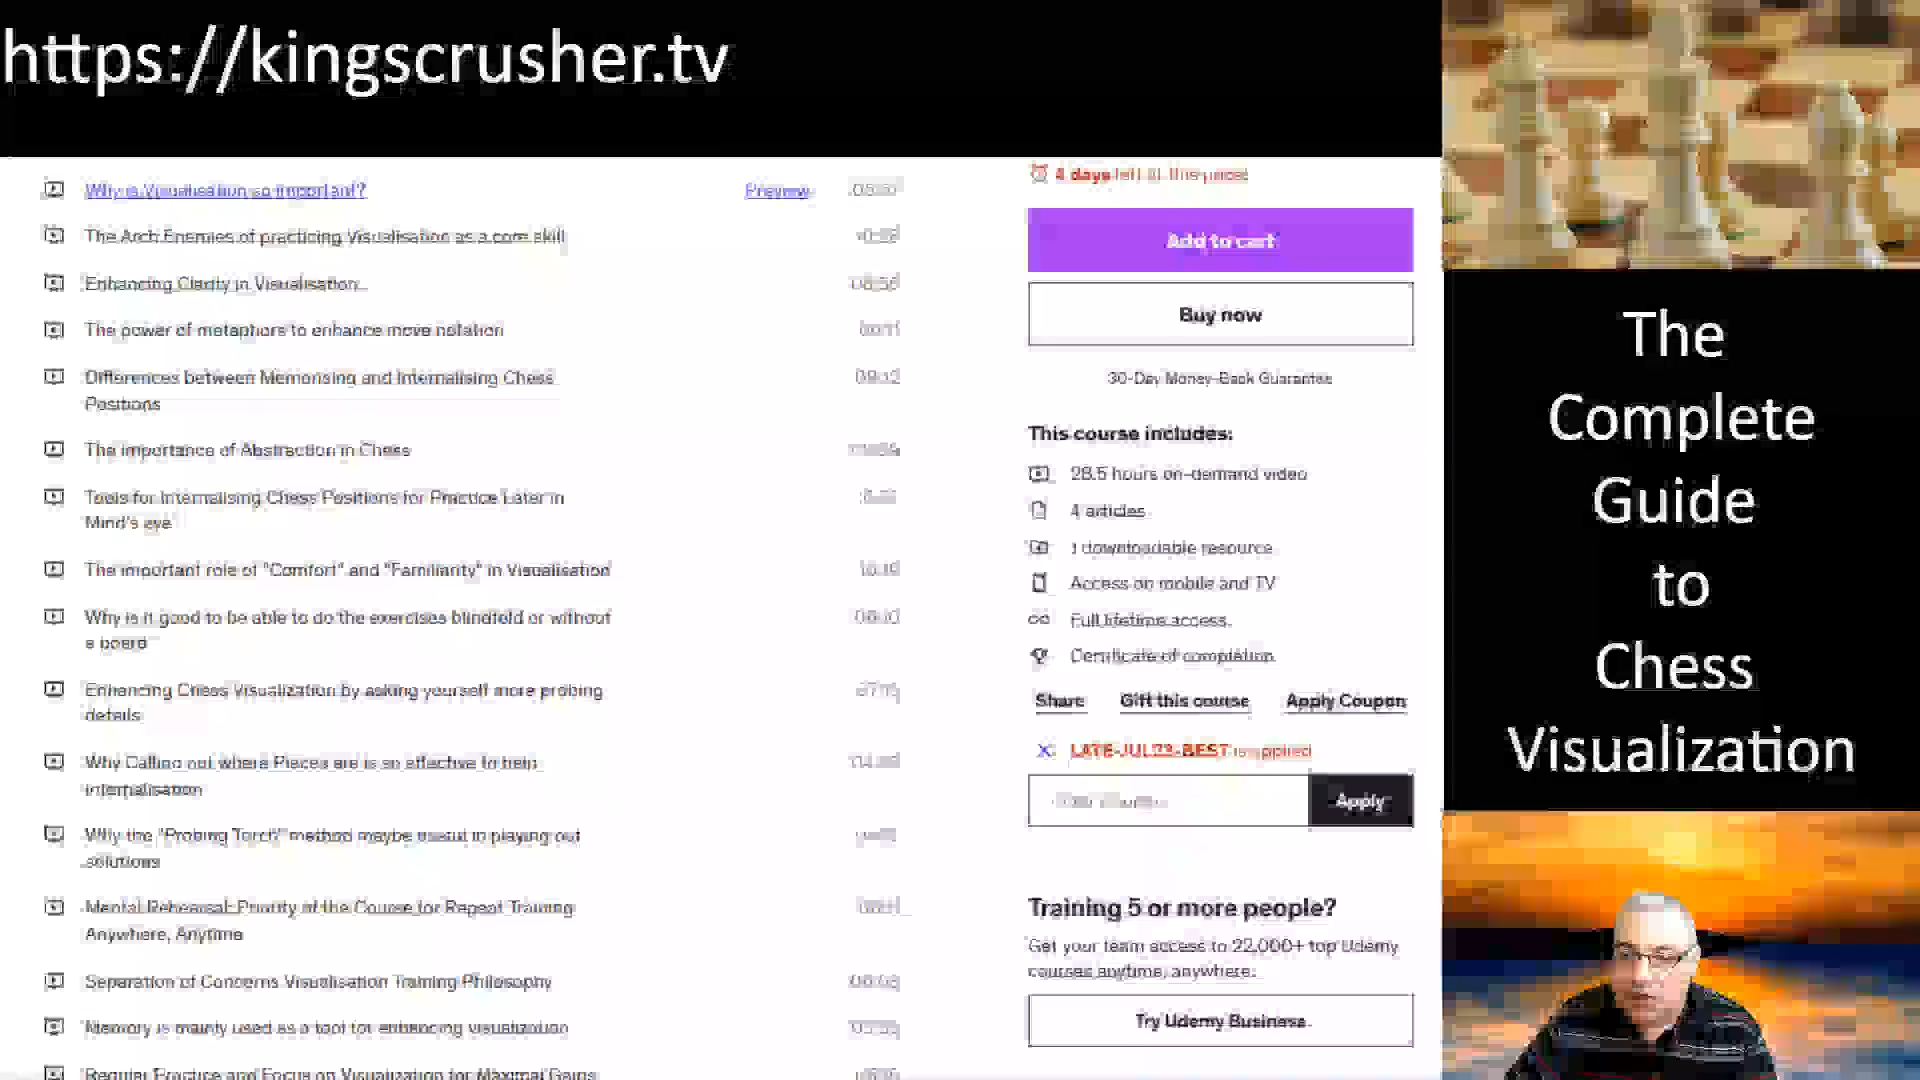 https://kingscrusher.tv
Why is Visualisation so important?
Preview
The Arch Enemies of practicing Visualisation as a core skill
Enhancing Clarity in Visualisation
The power of metaphors to enhance move notation
Differences between Memorising and Internalising Chess
Positions
09:12
The importance of Abstraction in Chess
Tools for Internalising Chess Positions for Practice Later in
Mind's eye
The important role of "Comfort" and "Familiarity" in Visualisation
Why is it good to be able to do the exercises blindfold or without
a board
Enhancing Chess Visualization by asking yourself more probing
details
Why Calling out where Pieces are is so effective to help
internalisation
Why the "Probing Torch" method maybe useful in playing out
solutions
Mental Rehearsal: Priority of the Course for Repeat Training
Anywhere, Anytime
Separation of Concerns Visualisation Training Philosophy
Memory is mainly used as a tool for enhancing visualization
Regular Practice and Focus on Visualization for Maximal Gains
4 days left at this price!
Add to cart
Buy now
30-Day Money-Back Guarantee
This course includes:
28.5 hours on-demand video
4 articles
1 downloadable resource
Access on mobile and TV
Full lifetime access
Certificate of completion
Share
Gift this course
Apply Coupon
LATE-JUL23-BEST is applied
Apply
Training 5 or more people?
Get your team access to 22,000+ top Udemy
courses anytime, anywhere.
Try Udemy Business
The
Complete
Guide
to
Chess
Visualization